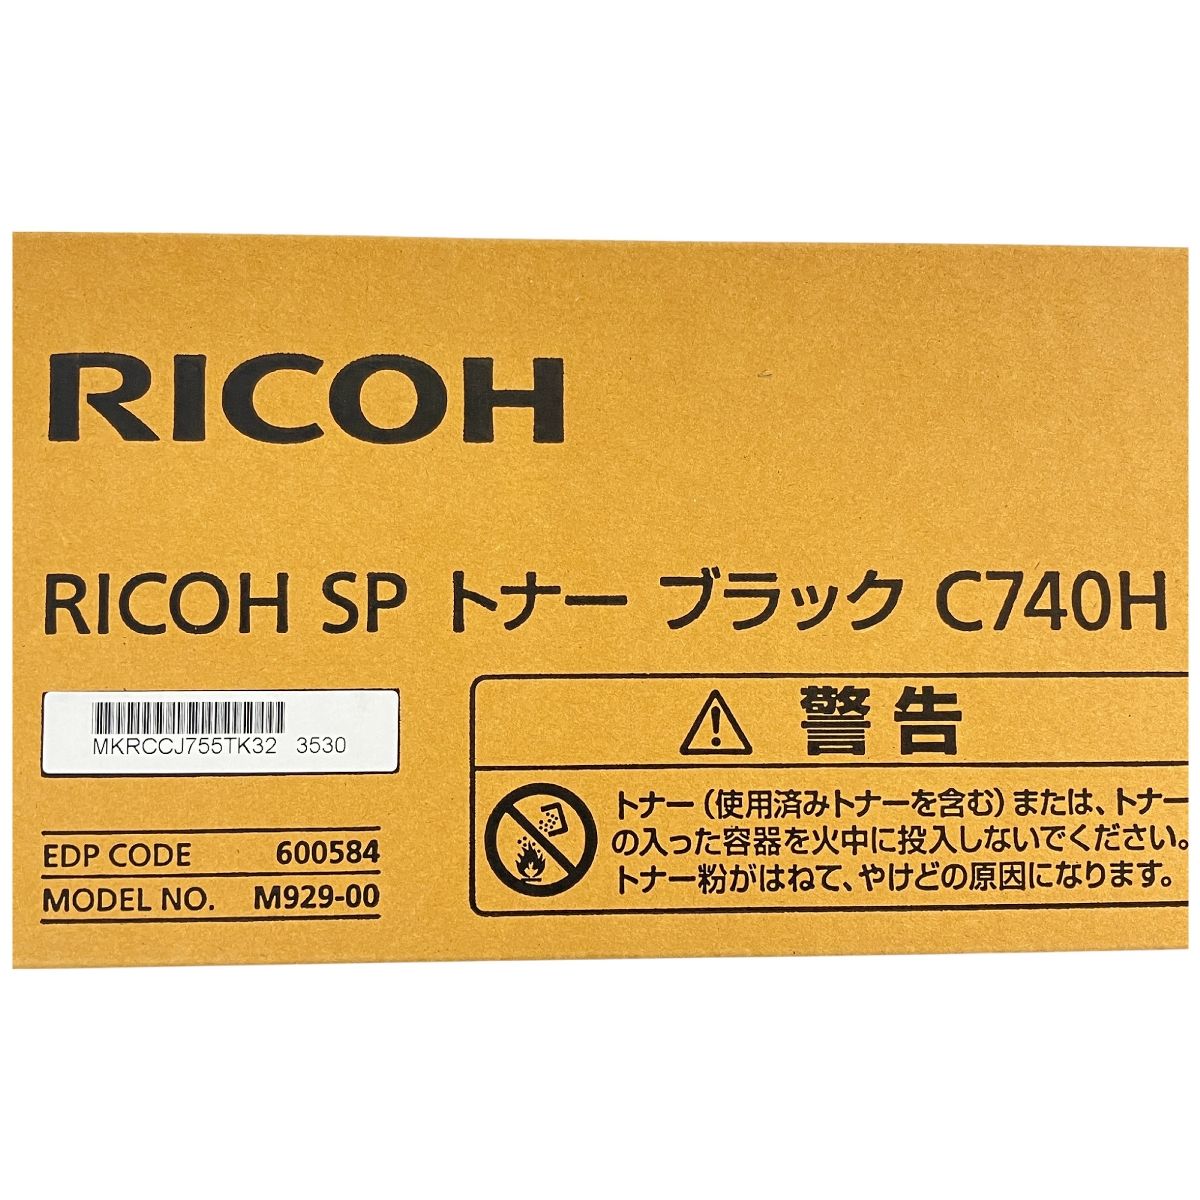 RICOH
RICOH SP トナー ブラック C740H
MKRCCJ755TK32 3530
EDP CODE 600584
MODEL NO. M929-00
警告
トナー(使用済みトナーを含む)または、トナー
の入った容器を火中に投入しないでください。
トナー粉がはねて、やけどの原因になります。